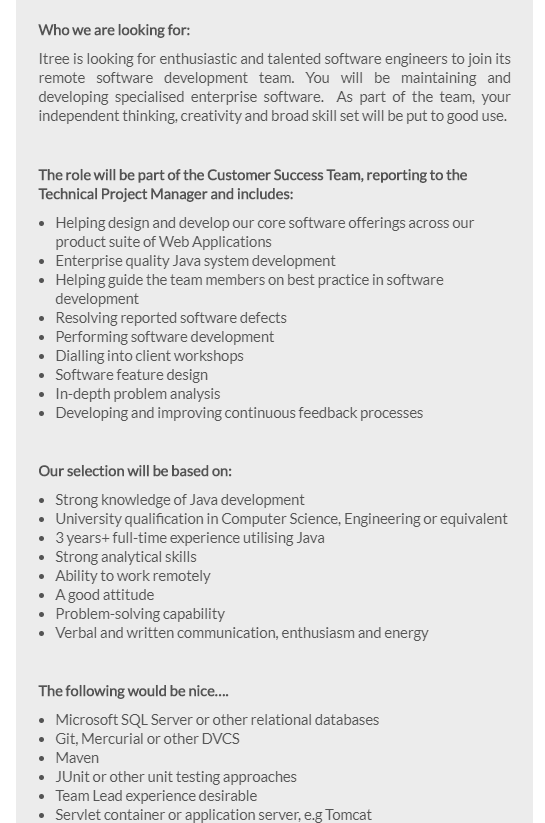 Who we are looking for:
Itree is looking for enthusiastic and talented software engineers to join its
remote software development team. You will be maintaining and
developing specialised enterprise software. As part of the team, your
independent thinking, creativity and broad skill set will be put to good use.
The role will be part of the Customer Success Team, reporting to the
Technical Project Manager and includes:
• Helping design and develop our core software offerings across our
product suite of Web Applications
• Enterprise quality Java system development
• Helping guide the team members on best practice in software
development
• Resolving reported software defects
• Performing software development
• Dialling into client workshops
• Software feature design
• In-depth problem analysis
• Developing and improving continuous feedback processes
Our selection will be based on:
• Strong knowledge of Java development
• University qualification in Computer Science, Engineering or equivalent
• 3 years+ full-time experience utilising Java
• Strong analytical skills
• Ability to work remotely
• A good attitude
• Problem-solving capability
• Verbal and written communication, enthusiasm and energy
The following would be nice....
• Microsoft SQL Server or other relational databases
• Git, Mercurial or other DVCS
• Maven
• JUnit or other unit testing approaches
• Team Lead experience desirable
• Servlet container or application server, e.g Tomcat